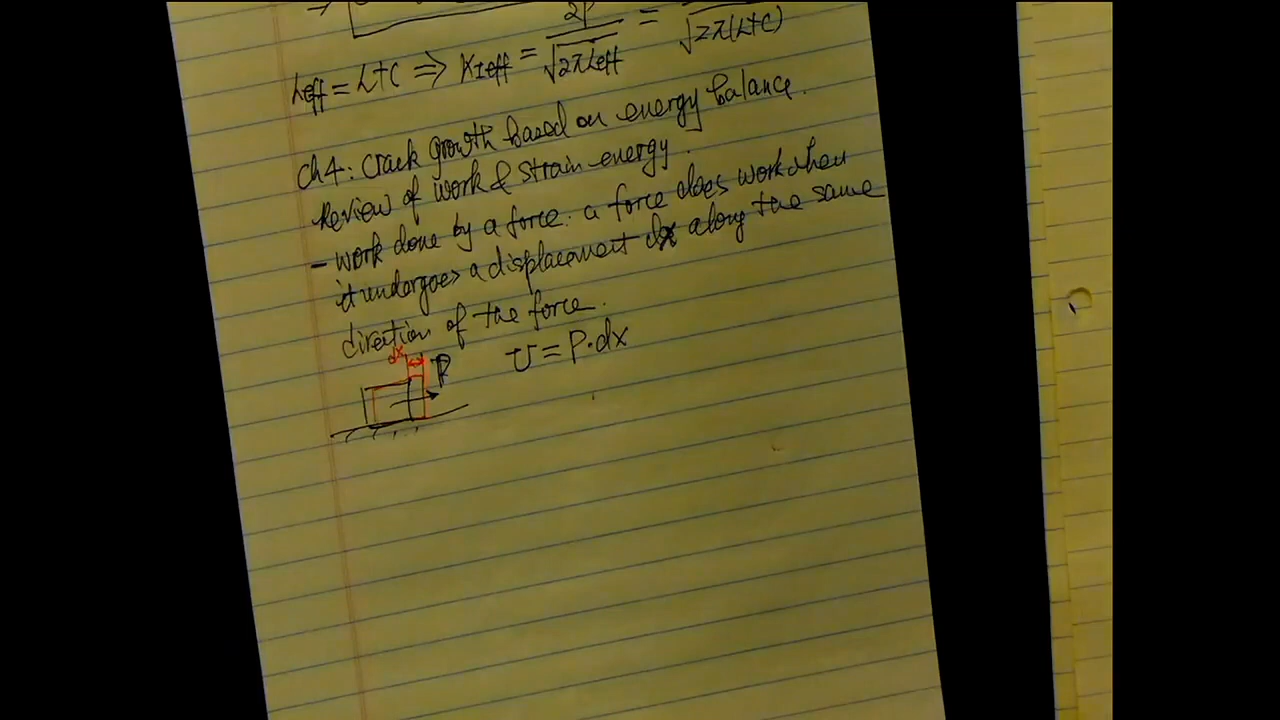 ⇒ 2P =
√2π(L+C)
Leff = L+C ⇒ KIeff = 2P/√2πLeff =
Ch4: Crack growth based on energy balance.
Review of work & strain energy.
- work done by a force: a force does work when
it undergoes a displacement dx along the same
direction of the force.
dx P U = P·dx